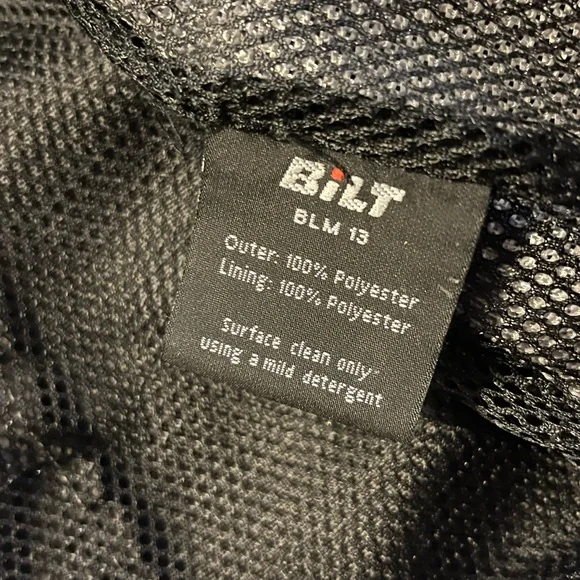 BiLT
BLM 13
Outer: 100% Polyester
Lining: 100% Polyester
Surface clean only
using a mild detergent